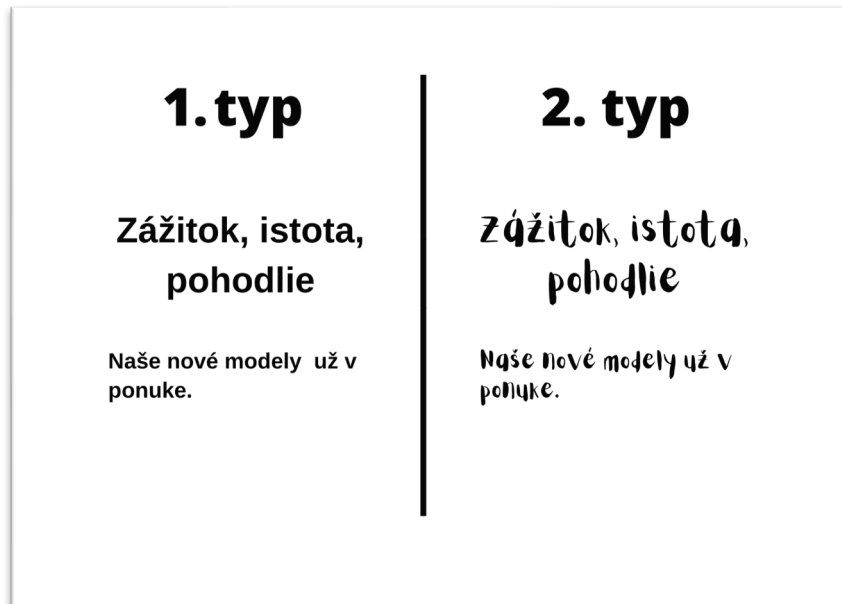 1. typ
Zážitok, istota,
pohodlie
Naše nové modely  už v
ponuke.
2. typ
Zážitok, istota,
pohodlie
Naše nové modely už v
ponuke.